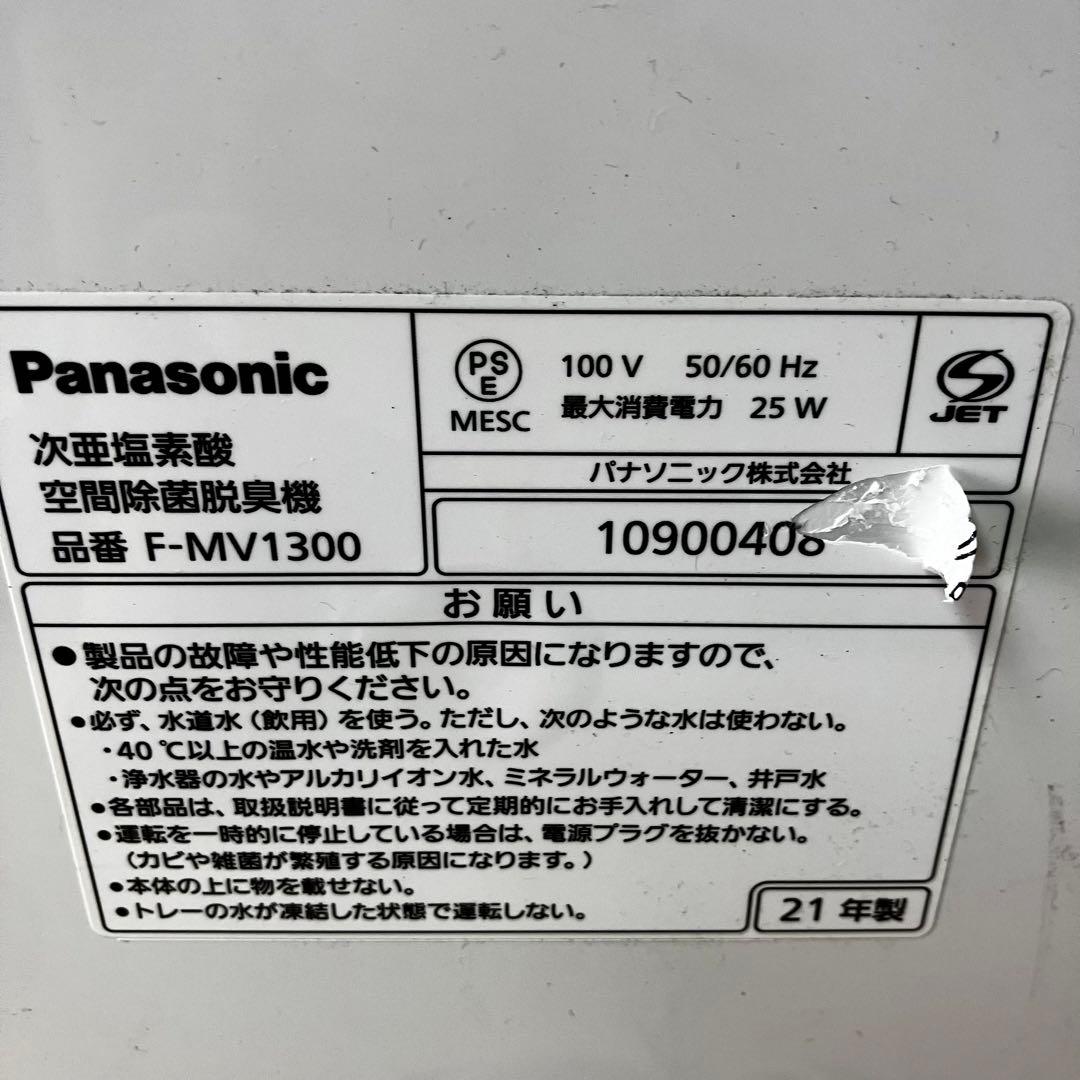 Panasonic
次亜塩素酸
空間除菌脱臭機
品番 F-MV1300
PSE
MESC
100 V 50/60 Hz
最大消費電力 25 W
JET
パナソニック株式会社
10900408
お願い
●製品の故障や性能低下の原因になりますので、
次の点をお守りください。
●必ず、水道水(飲用)を使う。ただし、次のような水は使わない。
・40 ℃以上の温水や洗剤を入れた水
・浄水器の水やアルカリイオン水、ミネラルウォーター、井戸水
●各部品は、取扱説明書に従って定期的にお手入れして清潔にする。
●運転を一時的に停止している場合は、電源プラグを抜かない。
(カビや雑菌が繁殖する原因になります。)
●本体の上に物を載せない。
●トレーの水が凍結した状態で運転しない。
21 年製